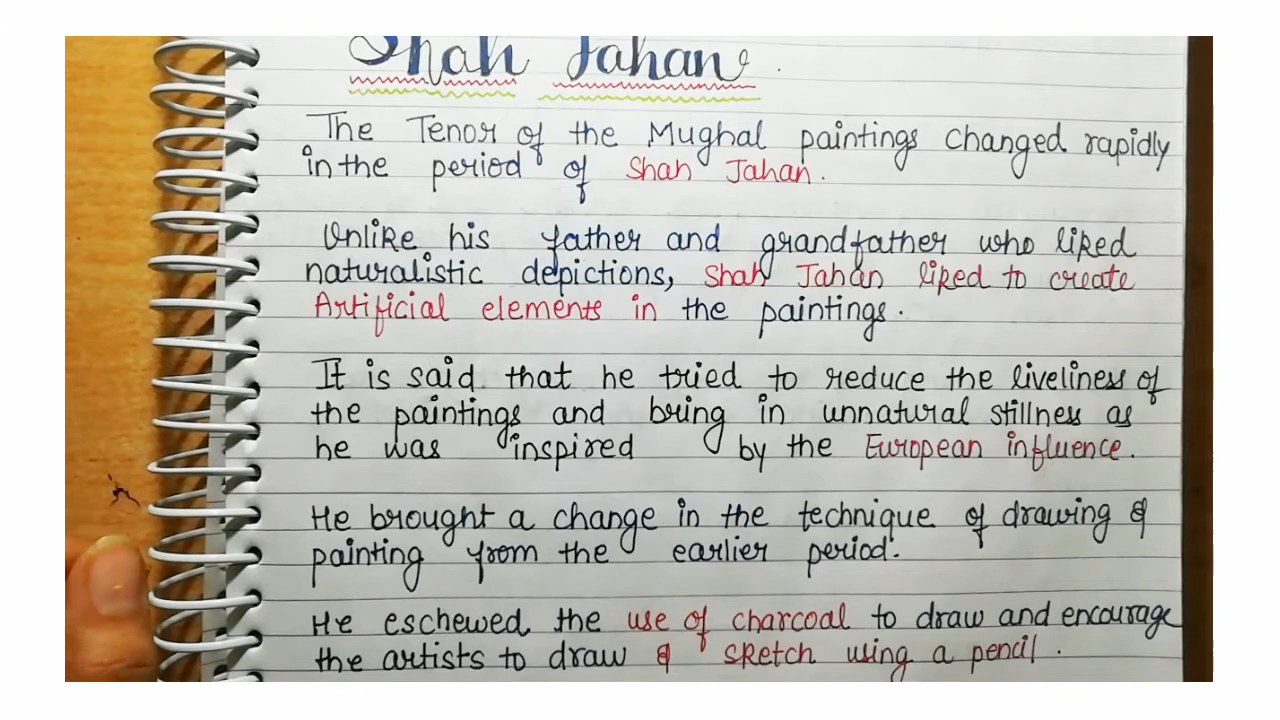 Shah Jahan
The Tenor of the Mughal paintings changed rapidly
in the period of Shah Jahan.
Unlike his father and grandfather who liked
naturalistic depictions, Shah Jahan liked to create
Artificial elements in the paintings.
It is said that he tried to reduce the liveliness of
the paintings and bring in unnatural stillness as
he was inspired by the European influence.
He brought a change in the technique of drawing &
painting from the earlier period.
He eschewed the use of charcoal to draw and encourage
the artists to draw & sketch using a pencil.